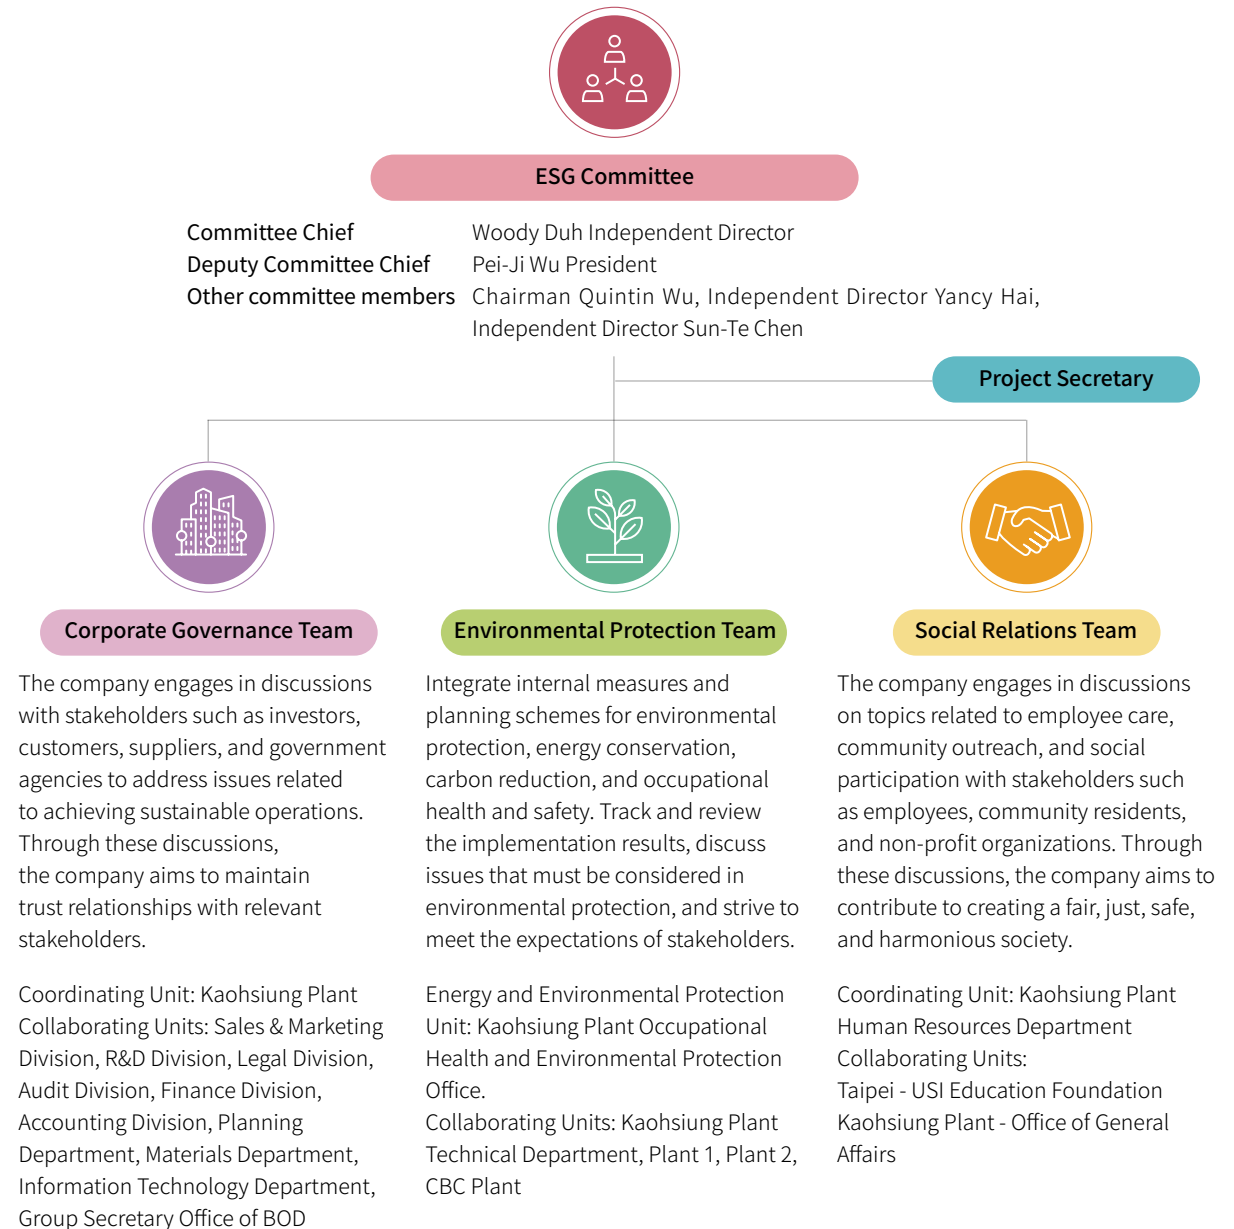 ESG Committee
Committee Chief Woody Duh Independent Director
Deputy Committee Chief Pei-Ji Wu President
Other committee members Chairman Quintin Wu, Independent Director Yancy Hai,
Independent Director Sun-Te Chen
Project Secretary
Corporate Governance Team
The company engages in discussions
with stakeholders such as investors,
customers, suppliers, and government
agencies to address issues related
to achieving sustainable operations.
Through these discussions,
the company aims to maintain
trust relationships with relevant
stakeholders.
Coordinating Unit: Kaohsiung Plant
Collaborating Units: Sales & Marketing
Division, R&D Division, Legal Division,
Audit Division, Finance Division,
Accounting Division, Planning
Department, Materials Department,
Information Technology Department,
Group Secretary Office of BOD
Environmental Protection Team
Integrate internal measures and
planning schemes for environmental
protection, energy conservation,
carbon reduction, and occupational
health and safety. Track and review
the implementation results, discuss
issues that must be considered in
environmental protection, and strive to
meet the expectations of stakeholders.
Energy and Environmental Protection
Unit: Kaohsiung Plant Occupational
Health and Environmental Protection
Office.
Collaborating Units: Kaohsiung Plant
Technical Department, Plant 1, Plant 2,
CBC Plant
Social Relations Team
The company engages in discussions
on topics related to employee care,
community outreach, and social
participation with stakeholders such
as employees, community residents,
and non-profit organizations. Through
these discussions, the company aims to
contribute to creating a fair, just, safe,
and harmonious society.
Coordinating Unit: Kaohsiung Plant
Human Resources Department
Collaborating Units:
Taipei - USI Education Foundation
Kaohsiung Plant - Office of General
Affairs